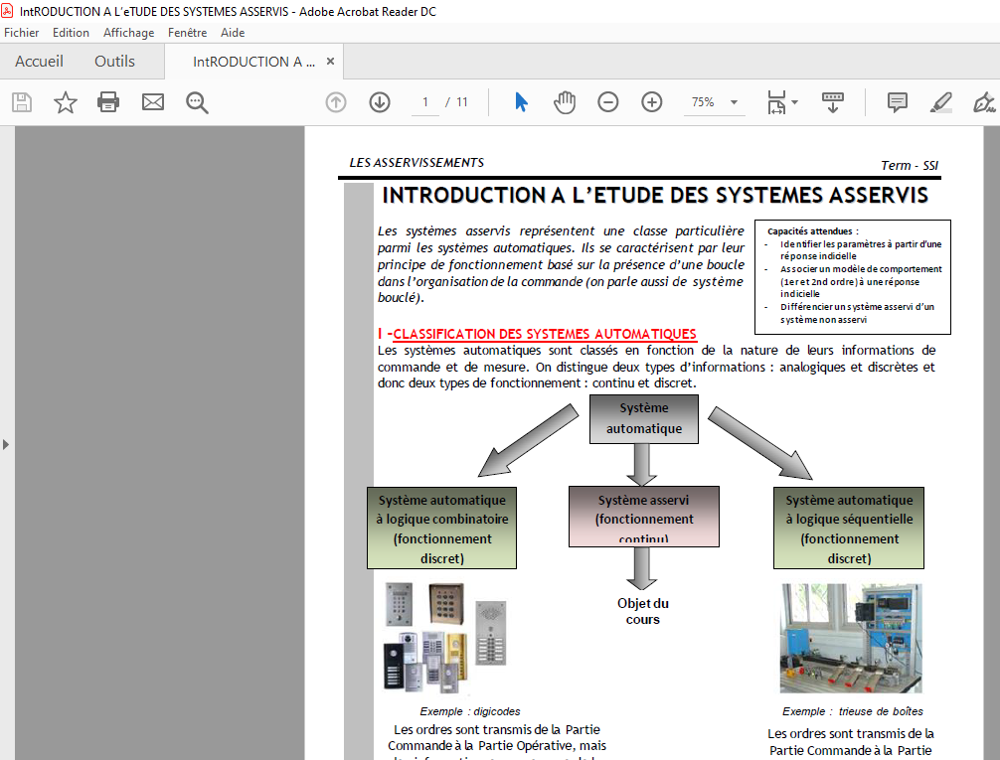 IntRODUCTION A L'eTUDE DES SYSTEMES ASSERVIS - Adobe Acrobat Reader DC
Fichier Edition Affichage Fenêtre Aide
Accueil Outils IntRODUCTION A ... ×
1 / 11 75%
LES ASSERVISSEMENTS
Term - SSI
INTRODUCTION A L'ETUDE DES SYSTEMES ASSERVIS
Les systèmes asservis représentent une classe particulière
parmi les systèmes automatiques. Ils se caractérisent par leur
principe de fonctionnement basé sur la présence d'une boucle
dans l'organisation de la commande (on parle aussi de système
bouclé).
Capacités attendues :
- Identifier les paramètres à partir d'une
réponse indicielle
- Associer un modèle de comportement
(1er et 2nd ordre) à une réponse
indicielle
- Différencier un système asservi d'un
système non asservi
I -CLASSIFICATION DES SYSTEMES AUTOMATIQUES
Les systèmes automatiques sont classés en fonction de la nature de leurs informations de
commande et de mesure. On distingue deux types d'informations : analogiques et discrètes et
donc deux types de fonctionnement : continu et discret.
Système
automatique
Système automatique
à logique combinatoire
(fonctionnement
discret)
Système asservi
(fonctionnement
continu)
Système automatique
à logique séquentielle
(fonctionnement
discret)
Objet du
cours
Exemple : digicodes
Les ordres sont transmis de la Partie
Commande à la Partie Opérative, mais
Exemple : trieuse de boîtes
Les ordres sont transmis de la
Partie Commande à la Partie